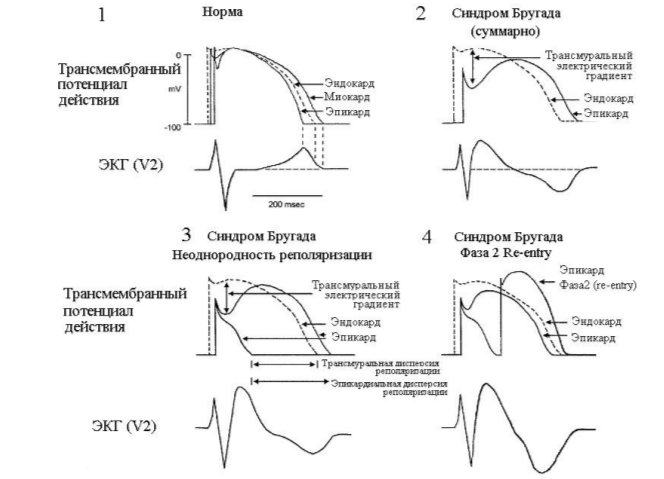 1
Норма
Трансмембранный
потенциал
действия
0
mV
-100
Эндокард
Миокард
Эпикард
ЭКГ (V2)
200 msec
2
Синдром Бругада
(суммарно)
Трансмуральный
электрический
градиент
Эндокард
Эпикард
3
Синдром Бругада
Неоднородность реполяризации
Трансмембранный
потенциал
действия
Трансмуральный
электрический
градиент
Эндокард
Эпикард
Трансмуральная дисперсия
реполяризации
Эпикардиальная дисперсия
реполяризации
ЭКГ (V2)
4
Синдром Бругада
Фаза 2 Re-entry
Эпикард
Фаза2 (re-entry)
Эндокард
Эпикард